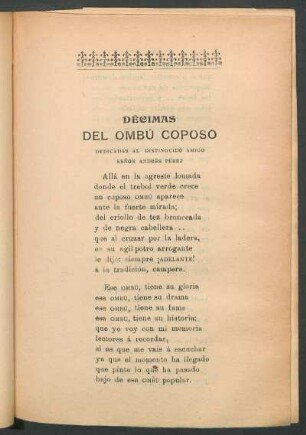 DÉCIMAS
DEL OMBÚ COPOSO
DEDICADAS AL DISTINGUIDO AMIGO
SEÑOR ANDRÉS PÉREZ
Allá en la agreste lomada
donde el trebol verde crece
un coposo OMBÚ aparece
ante la fuerte mirada;
del criollo de tez bronceada
y de negra cabellera ..
que al cruzar por la ladera,
en su egil potro arrogante
le dijo: siempre ¡ADELANTE!
á la tradición, campera.
Ese OMBÚ, tiene su gloria
ese OMBÚ, tiene su drama
ese OMBÚ, tiene su fama
ese OMBÚ, tiene su historia;
que yo voy con mi memoria
lectores á recordar,
si es que me vais á escuchar
ya que el momento ha llegado
que pinte lo que ha pasado
bajo de ese OMBÚ popular.